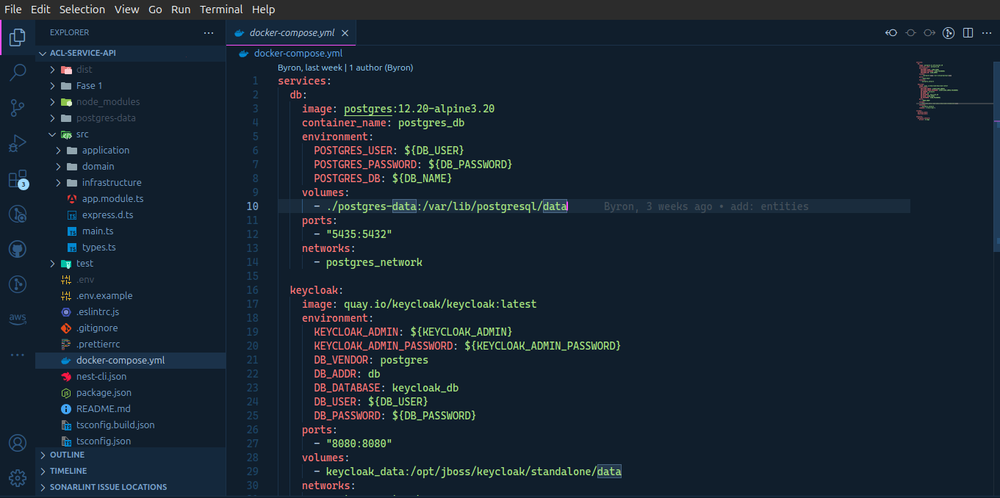 File Edit Selection View Go Run Terminal Help
EXPLORER
docker-compose.yml
ACL-SERVICE-API
dist
Fase 1
node_modules
postgres-data
src
application
domain
infrastructure
app.module.ts
express.d.ts
main.ts
types.ts
test
.env
.env.example
.eslintrc.js
.gitignore
.prettierrc
docker-compose.yml
nest-cli.json
package.json
README.md
tsconfig.build.json
tsconfig.json
OUTLINE
TIMELINE
SONARLINT ISSUE LOCATIONS
3
aws
docker-compose.yml
Byron, last week | 1 author (Byron)
1 services:
2 db:
3 image: postgres:12.20-alpine3.20
4 container_name: postgres_db
5 environment:
6 POSTGRES_USER: ${DB_USER}
7 POSTGRES_PASSWORD: ${DB_PASSWORD}
8 POSTGRES_DB: ${DB_NAME}
9 volumes:
10 - ./postgres-data:/var/lib/postgresql/data Byron, 3 weeks ago • add: entities
11 ports:
12 - "5435:5432"
13 networks:
14 - postgres_network
15
16 keycloak:
17 image: quay.io/keycloak/keycloak:latest
18 environment:
19 KEYCLOAK_ADMIN: ${KEYCLOAK_ADMIN}
20 KEYCLOAK_ADMIN_PASSWORD: ${KEYCLOAK_ADMIN_PASSWORD}
21 DB_VENDOR: postgres
22 DB_ADDR: db
23 DB_DATABASE: keycloak_db
24 DB_USER: ${DB_USER}
25 DB_PASSWORD: ${DB_PASSWORD}
26 ports:
27 - "8080:8080"
28 volumes:
29 - keycloak_data:/opt/jboss/keycloak/standalone/data
30 networks: